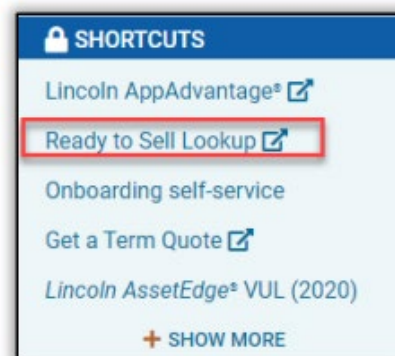 SHORTCUTS
Lincoln AppAdvantage®
Ready to Sell Lookup
Onboarding self-service
Get a Term Quote
Lincoln AssetEdge® VUL (2020)
+ SHOW MORE